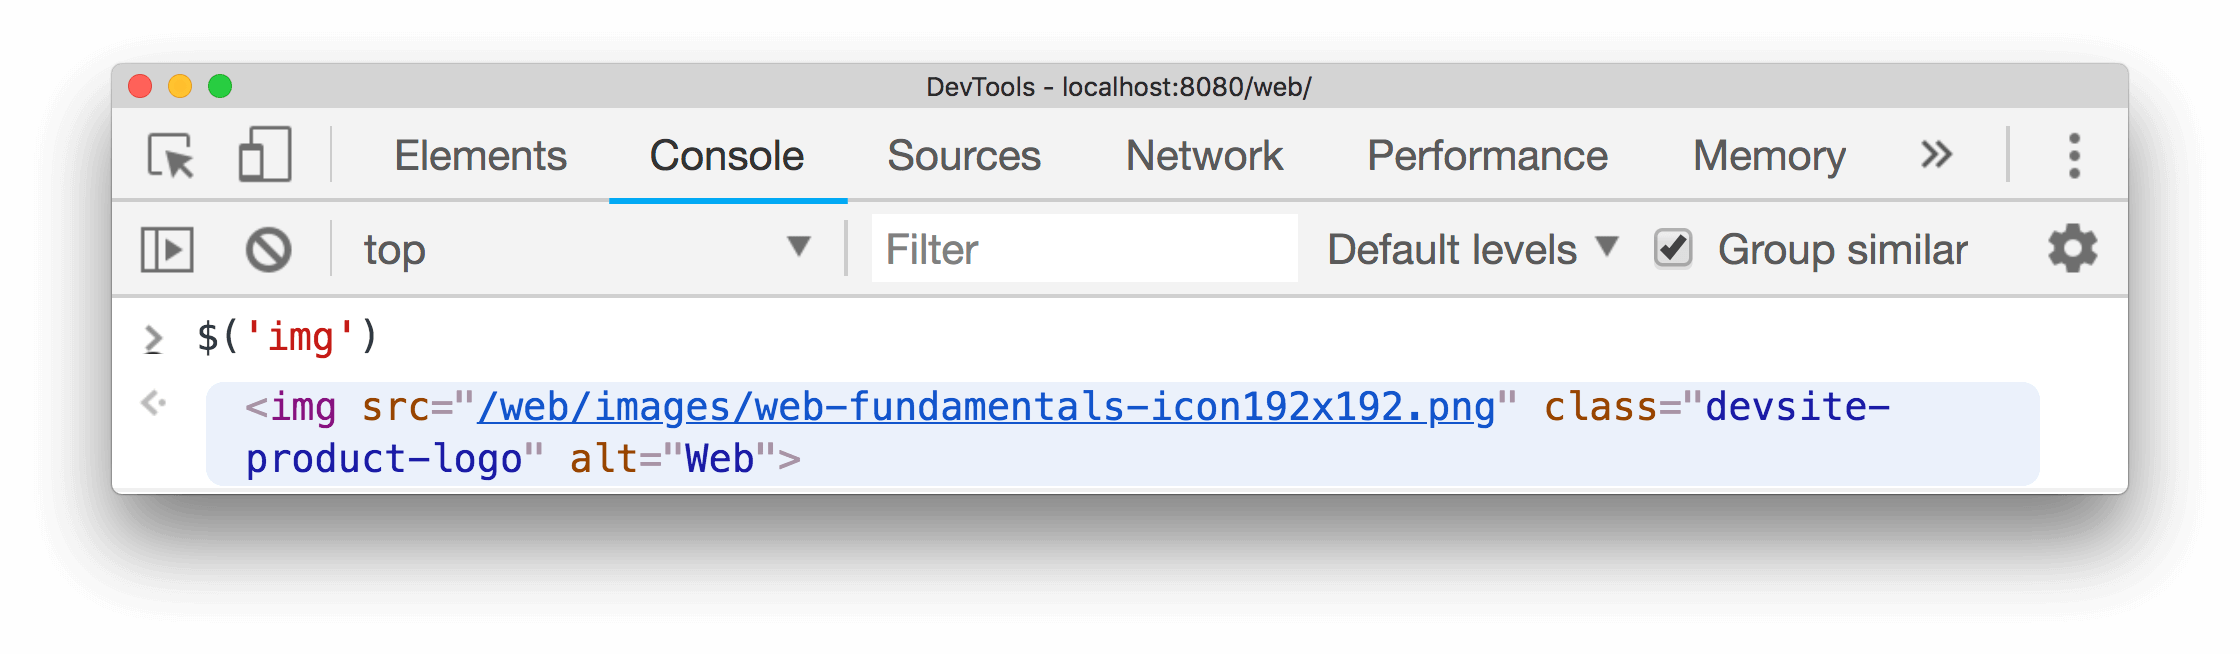 DevTools - localhost:8080/web/
Elements Console Sources Network Performance Memory
top Filter Default levels Group similar
$('img')
<img src="/web/images/web-fundamentals-icon192x192.png" class="devsite-
product-logo" alt="Web">